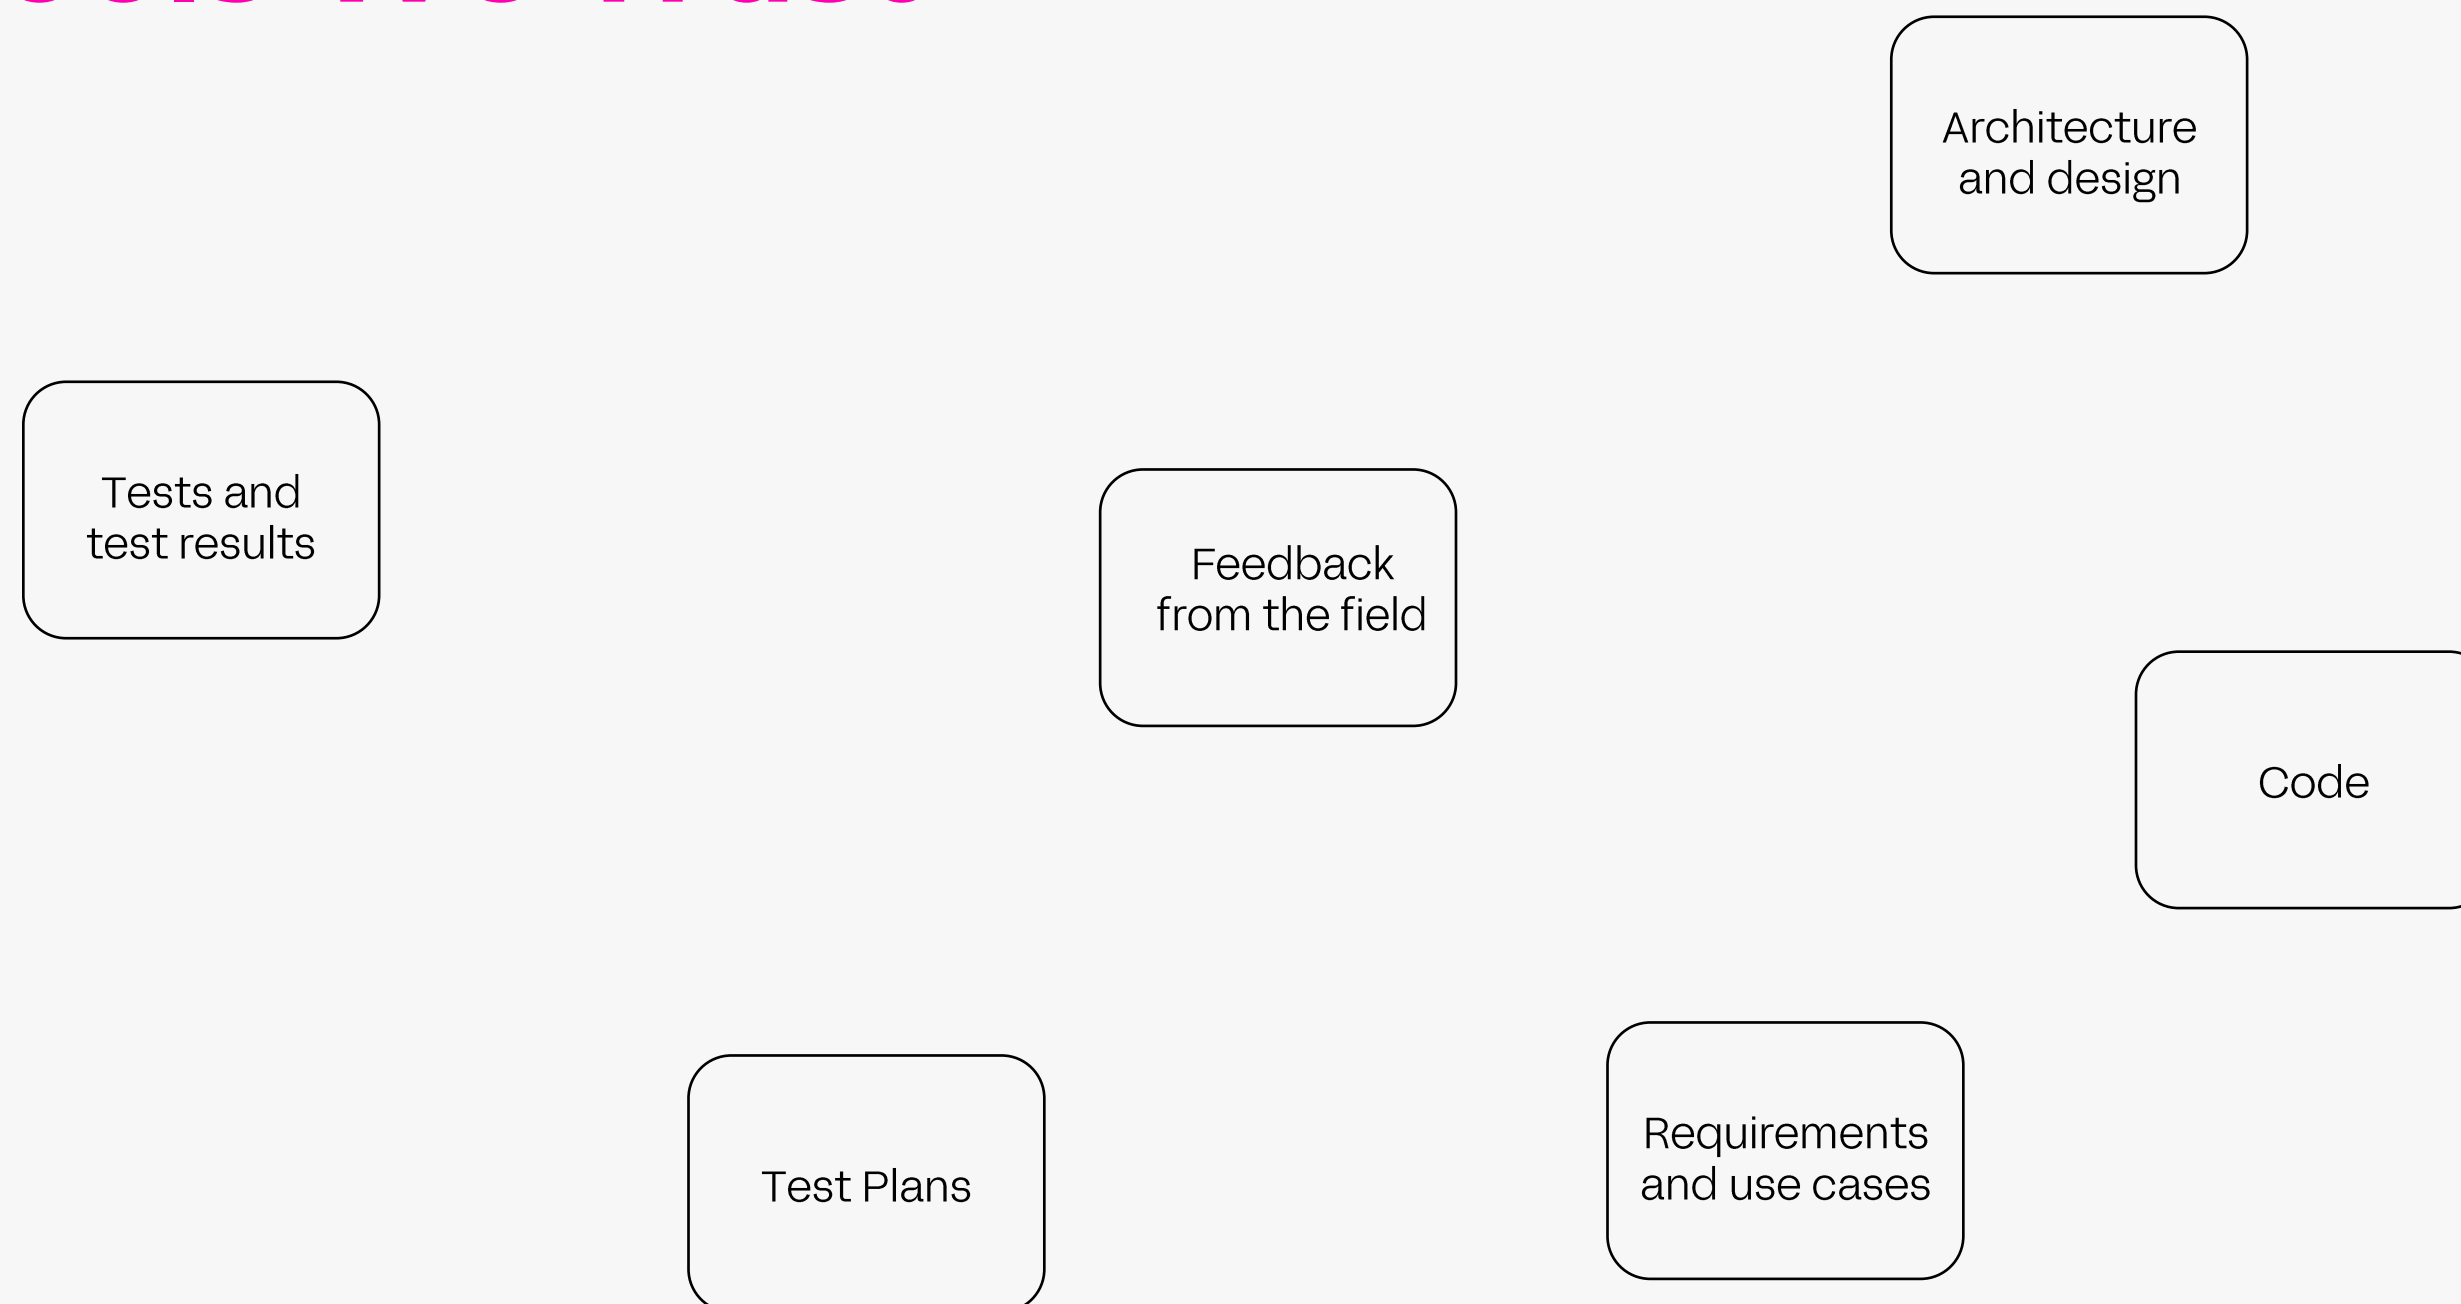 Architecture
and design
Tests and
test results
Feedback
from the field
Code
Requirements
and use cases
Test Plans